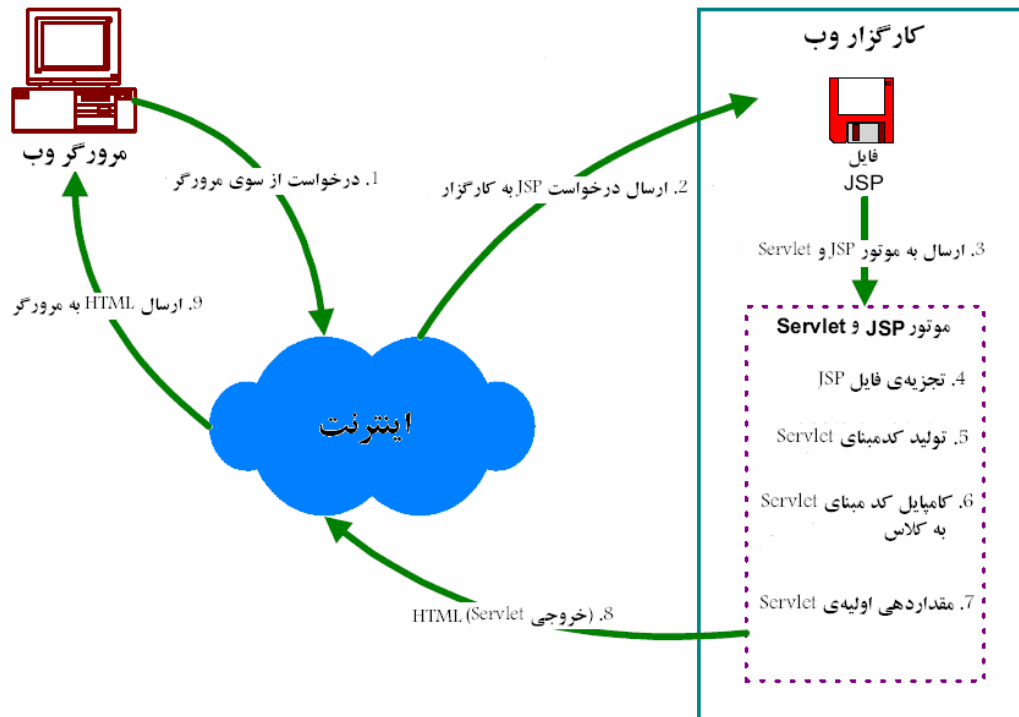 کارگزار وب
مرورگر وب
فایل
JSP
1. درخواست از سوی مرورگر
2. ارسال درخواست JSP به کارگزار
3. ارسال به موتور JSP و Servlet
موتور JSP و Servlet
4. تجزیه‌ی فایل JSP
5. تولید کدمبنای Servlet
6. کامپایل کد مبنای Servlet
به کلاس
7. مقداردهی اولیه‌ی Servlet
8. HTML (خروجی Servlet)
9. ارسال HTML به مرورگر
اینترنت